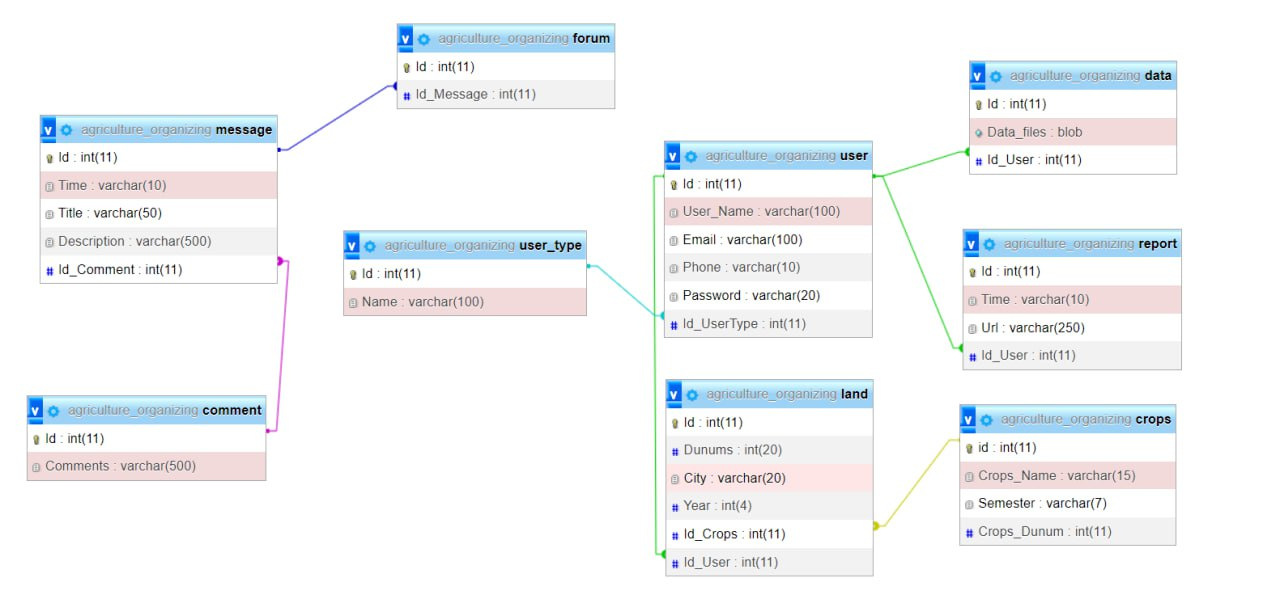 v agriculture_organizing forum
Id : int(11)
# Id_Message : int(11)
v agriculture_organizing message
Id : int(11)
Time : varchar(10)
Title : varchar(50)
Description : varchar(500)
# Id_Comment : int(11)
v agriculture_organizing comment
Id : int(11)
Comments : varchar(500)
v agriculture_organizing user_type
Id : int(11)
Name : varchar(100)
v agriculture_organizing user
Id : int(11)
User_Name : varchar(100)
Email : varchar(100)
Phone : varchar(10)
Password : varchar(20)
# Id_UserType : int(11)
v agriculture_organizing land
Id : int(11)
# Dunums : int(20)
City : varchar(20)
# Year : int(4)
# Id_Crops : int(11)
# Id_User : int(11)
v agriculture_organizing data
Id : int(11)
Data_files : blob
# Id_User : int(11)
v agriculture_organizing report
Id : int(11)
Time : varchar(10)
Url : varchar(250)
# Id_User : int(11)
v agriculture_organizing crops
id : int(11)
Crops_Name : varchar(15)
Semester : varchar(7)
# Crops_Dunum : int(11)